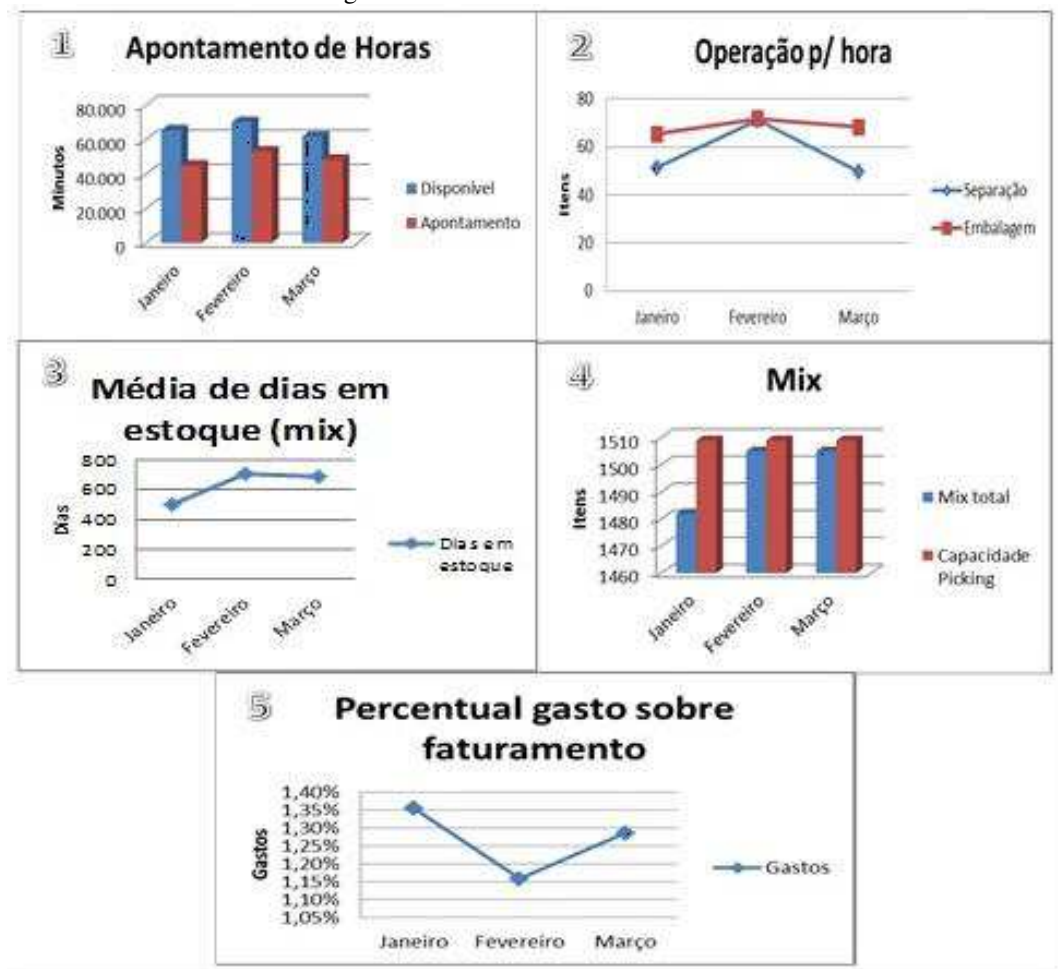 1
Apontamento de Horas
80.000
60.000
40.000
20.000
0
Minutos
Janeiro
Fevereiro
Março
Disponível
Apontamento
2
Operação p/ hora
80
60
40
20
0
Itens
Janeiro
Fevereiro
Março
Separação
Embalagem
3
Média de dias em
estoque (mix)
800
600
400
200
0
Dias
Janeiro
Fevereiro
Março
Dias em
estoque
4
Mix
1510
1500
1490
1480
1470
1460
Itens
Janeiro
Fevereiro
Março
Mix total
Capacidade
Picking
5
Percentual gasto sobre
faturamento
1,40%
1,35%
1,30%
1,25%
1,20%
1,15%
1,10%
1,05%
Gastos
Janeiro Fevereiro Março
Gastos